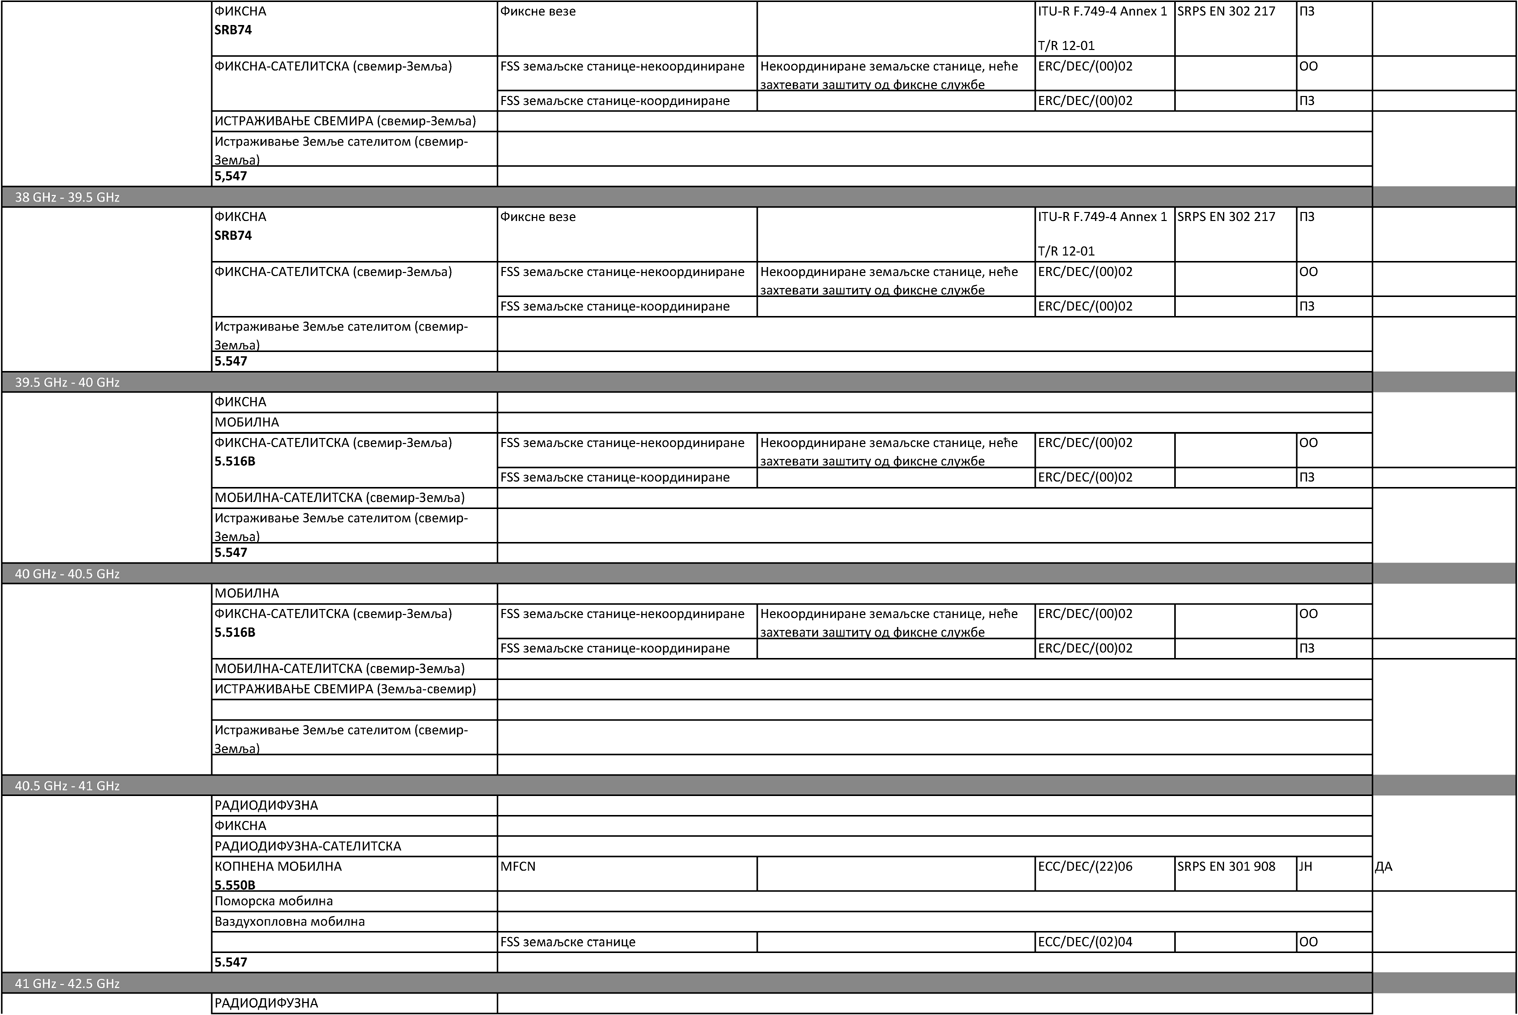 ФИКСНА Фиксне везе ITU-R F.749-4 Annex 1 SRPS EN 302 217 ПЗ
SRB74
T/R 12-01
ФИКСНА-САТЕЛИТСКА (свемир-Земља) FSS земаљске станице-некоординиране Некоординиране земаљске станице, неће ERC/DEC/(00)02 ОО
захтевати заштиту од фиксне службе
FSS земаљске станице-координиране ERC/DEC/(00)02 ПЗ
ИСТРАЖИВАЊЕ СВЕМИРА (свемир-Земља)
Истраживање Земље сателитом (свемир-
Земља)
5,547
38 GHz - 39.5 GHz
ФИКСНА Фиксне везе ITU-R F.749-4 Annex 1 SRPS EN 302 217 ПЗ
SRB74
T/R 12-01
ФИКСНА-САТЕЛИТСКА (свемир-Земља) FSS земаљске станице-некоординиране Некоординиране земаљске станице, неће ERC/DEC/(00)02 ОО
захтевати заштиту од фиксне службе
FSS земаљске станице-координиране ERC/DEC/(00)02 ПЗ
Истраживање Земље сателитом (свемир-
Земља)
5.547
39.5 GHz - 40 GHz
ФИКСНА
МОБИЛНА
ФИКСНА-САТЕЛИТСКА (свемир-Земља) FSS земаљске станице-некоординиране Некоординиране земаљске станице, неће ERC/DEC/(00)02 ОО
5.516B захтевати заштиту од фиксне службе
FSS земаљске станице-координиране ERC/DEC/(00)02 ПЗ
МОБИЛНА-САТЕЛИТСКА (свемир-Земља)
Истраживање Земље сателитом (свемир-
Земља)
5.547
40 GHz - 40.5 GHz
МОБИЛНА
ФИКСНА-САТЕЛИТСКА (свемир-Земља) FSS земаљске станице-некоординиране Некоординиране земаљске станице, неће ERC/DEC/(00)02 ОО
5.516B захтевати заштиту од фиксне службе
FSS земаљске станице-координиране ERC/DEC/(00)02 ПЗ
МОБИЛНА-САТЕЛИТСКА (свемир-Земља)
ИСТРАЖИВАЊЕ СВЕМИРА (Земља-свемир)
Истраживање Земље сателитом (свемир-
Земља)
40.5 GHz - 41 GHz
РАДИОДИФУЗНА
ФИКСНА
РАДИОДИФУЗНА-САТЕЛИТСКА
КОПНЕНА МОБИЛНА MFCN ECC/DEC/(22)06 SRPS EN 301 908 ЈН ДА
5.550B
Поморска мобилна
Ваздухопловна мобилна
FSS земаљске станице ECC/DEC/(02)04 ОО
5.547
41 GHz - 42.5 GHz
РАДИОДИФУЗНА